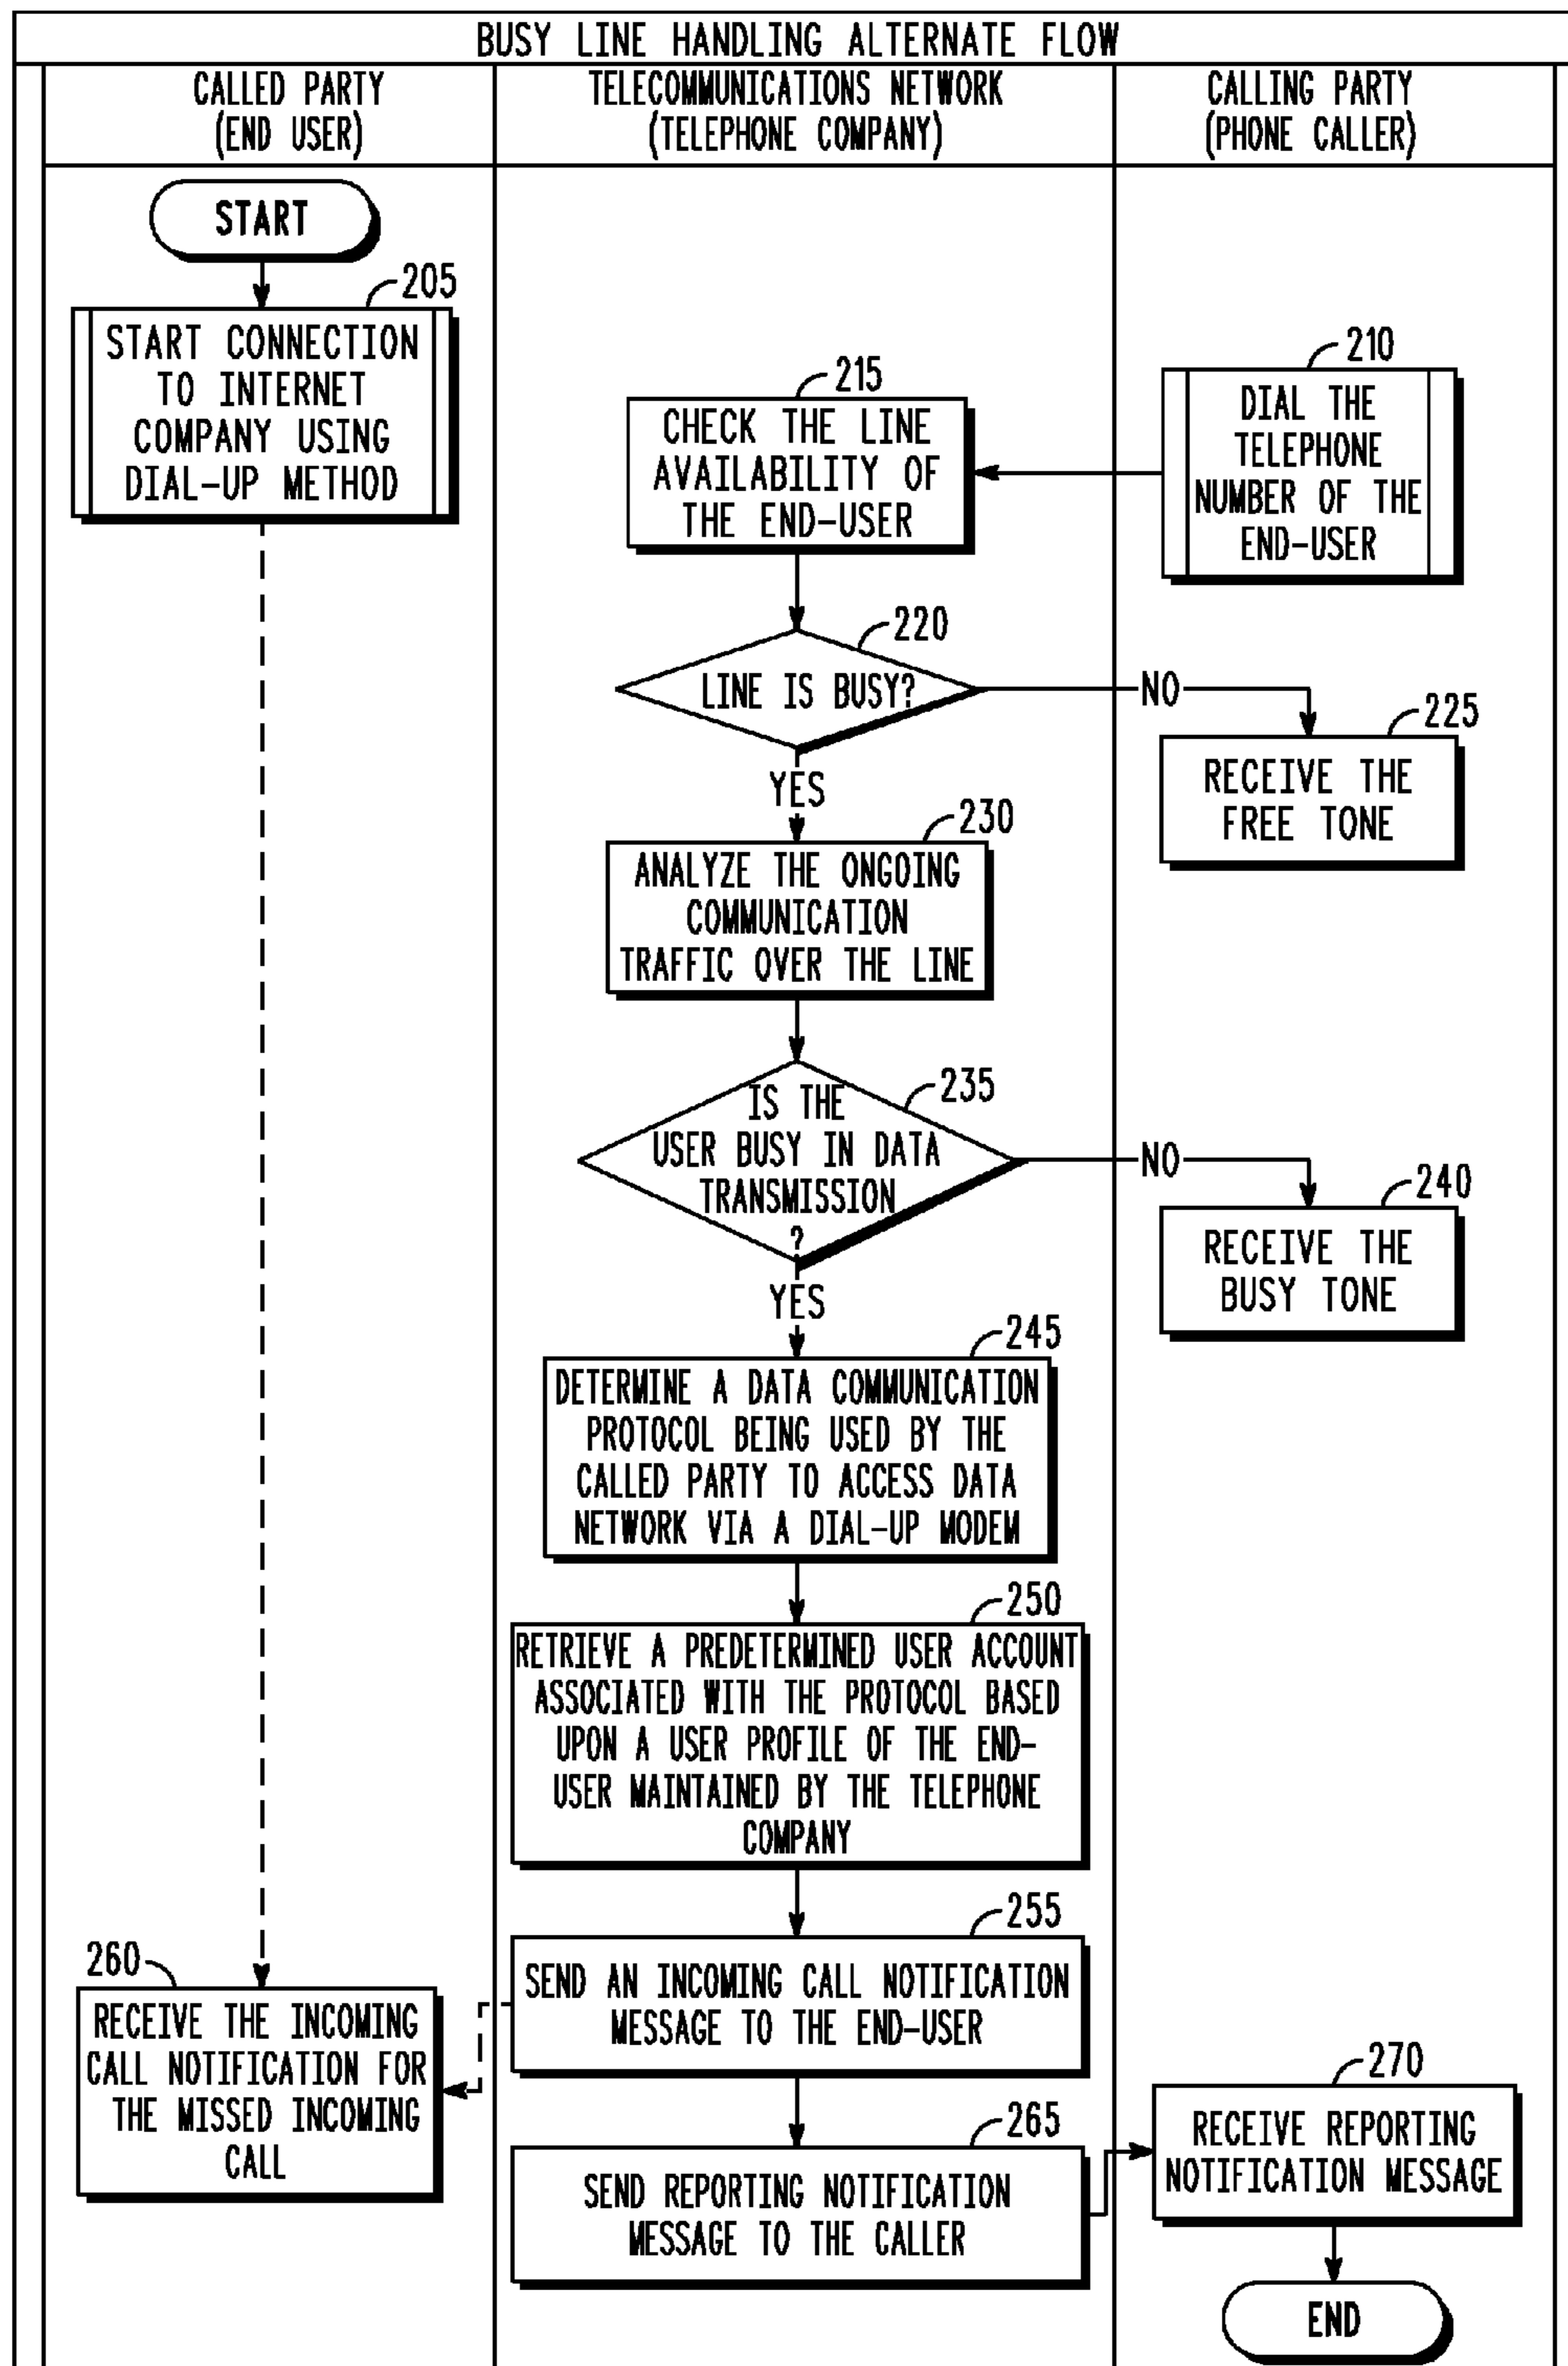 BUSY LINE HANDLING ALTERNATE FLOW
CALLED PARTY
(END USER)
TELECOMMUNICATIONS NETWORK
(TELEPHONE COMPANY)
CALLING PARTY
(PHONE CALLER)
START
205
START CONNECTION
TO INTERNET
COMPANY USING
DIAL-UP METHOD
210
DIAL THE
TELEPHONE
NUMBER OF THE
END-USER
215
CHECK THE LINE
AVAILABILITY OF
THE END-USER
220
LINE IS BUSY?
NO
225
RECEIVE THE
FREE TONE
YES
230
ANALYZE THE ONGOING
COMMUNICATION
TRAFFIC OVER THE LINE
235
IS THE
USER BUSY IN DATA
TRANSMISSION
?
NO
240
RECEIVE THE
BUSY TONE
YES
245
DETERMINE A DATA COMMUNICATION
PROTOCOL BEING USED BY THE
CALLED PARTY TO ACCESS DATA
NETWORK VIA A DIAL-UP MODEM
250
RETRIEVE A PREDETERMINED USER ACCOUNT
ASSOCIATED WITH THE PROTOCOL BASED
UPON A USER PROFILE OF THE END-
USER MAINTAINED BY THE TELEPHONE
COMPANY
255
SEND AN INCOMING CALL NOTIFICATION
MESSAGE TO THE END-USER
260
RECEIVE THE INCOMING
CALL NOTIFICATION FOR
THE MISSED INCOMING
CALL
265
SEND REPORTING NOTIFICATION
MESSAGE TO THE CALLER
270
RECEIVE REPORTING
NOTIFICATION MESSAGE
END